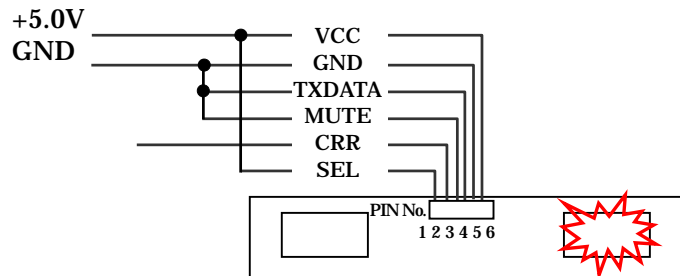 +5.0V
GND
VCC
GND
TXDATA
MUTE
CRR
SEL
PIN No.
1 2 3 4 5 6